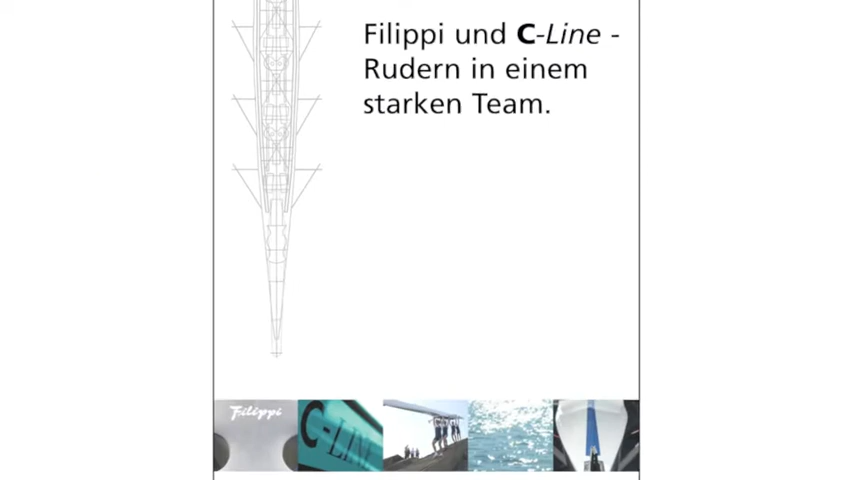 Filippi und C-Line -
Rudern in einem
starken Team.
Filippi
C-LINE